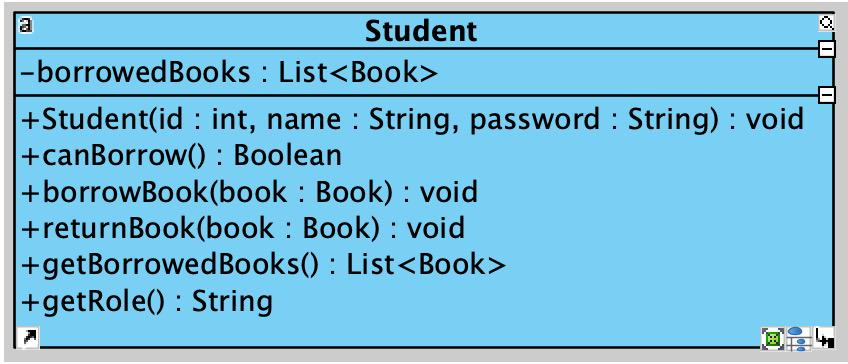 a
Student
-borrowedBooks : List<Book>
+Student(id : int, name : String, password : String) : void
+canBorrow() : Boolean
+borrowBook(book : Book) : void
+returnBook(book : Book) : void
+getBorrowedBooks() : List<Book>
+getRole() : String